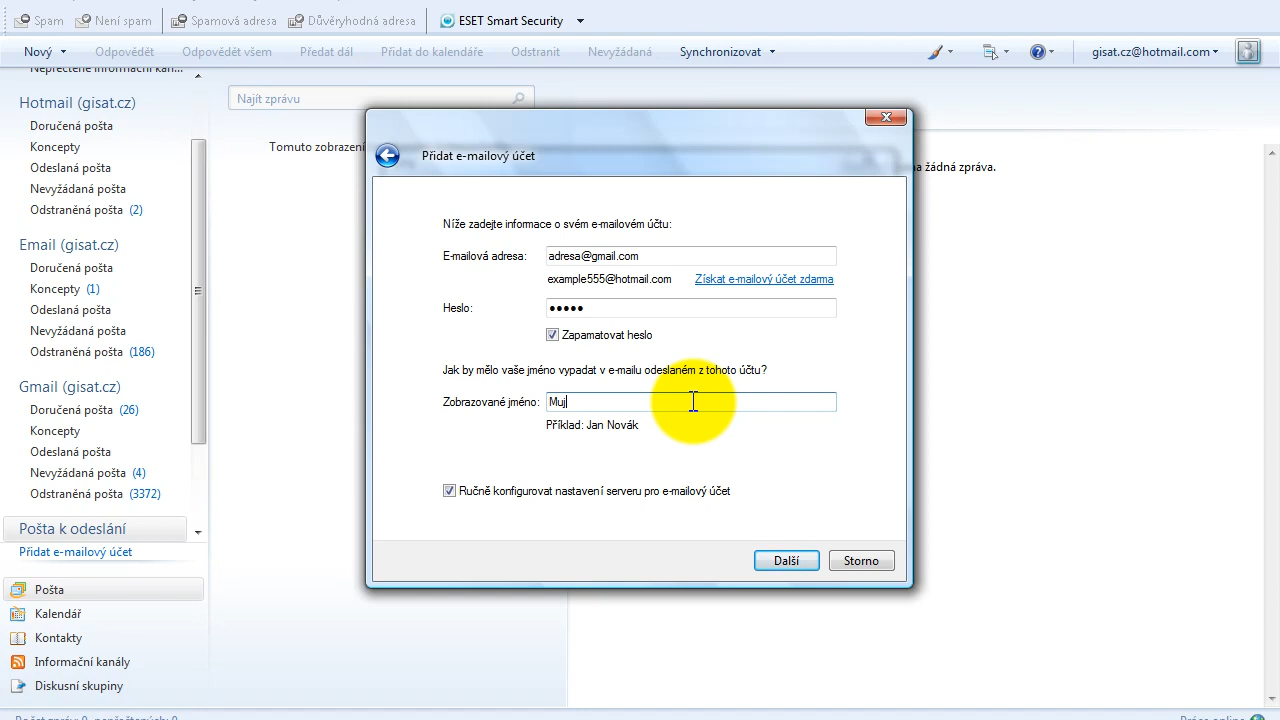 Spam Není spam Spamová adresa Důvěryhodná adresa ESET Smart Security
Nový Odpovědět Odpovědět všem Předat dál Přidat do kalendáře Odstranit Nevyžádaná Synchronizovat gisat.cz@hotmail.com
Nepřečtené informační kan...
Najít zprávu
Hotmail (gisat.cz)
Doručená pošta
Koncepty
Odeslaná pošta
Nevyžádaná pošta
Odstraněná pošta (2)
Email (gisat.cz)
Doručená pošta
Koncepty (1)
Odeslaná pošta
Nevyžádaná pošta
Odstraněná pošta (186)
Gmail (gisat.cz)
Doručená pošta (26)
Koncepty
Odeslaná pošta
Nevyžádaná pošta (4)
Odstraněná pošta (3372)
Pošta k odeslání
Přidat e-mailový účet
Pošta
Kalendář
Kontakty
Informační kanály
Diskusní skupiny
Tomuto zobrazení
žádná zpráva.
Přidat e-mailový účet
Níže zadejte informace o svém e-mailovém účtu:
E-mailová adresa: adresa@gmail.com
example555@hotmail.com Získat e-mailový účet zdarma
Heslo: ●●●●●
Zapamatovat heslo
Jak by mělo vaše jméno vypadat v e-mailu odeslaném z tohoto účtu?
Zobrazované jméno: Muj
Příklad: Jan Novák
Ručně konfigurovat nastavení serveru pro e-mailový účet
Další Storno